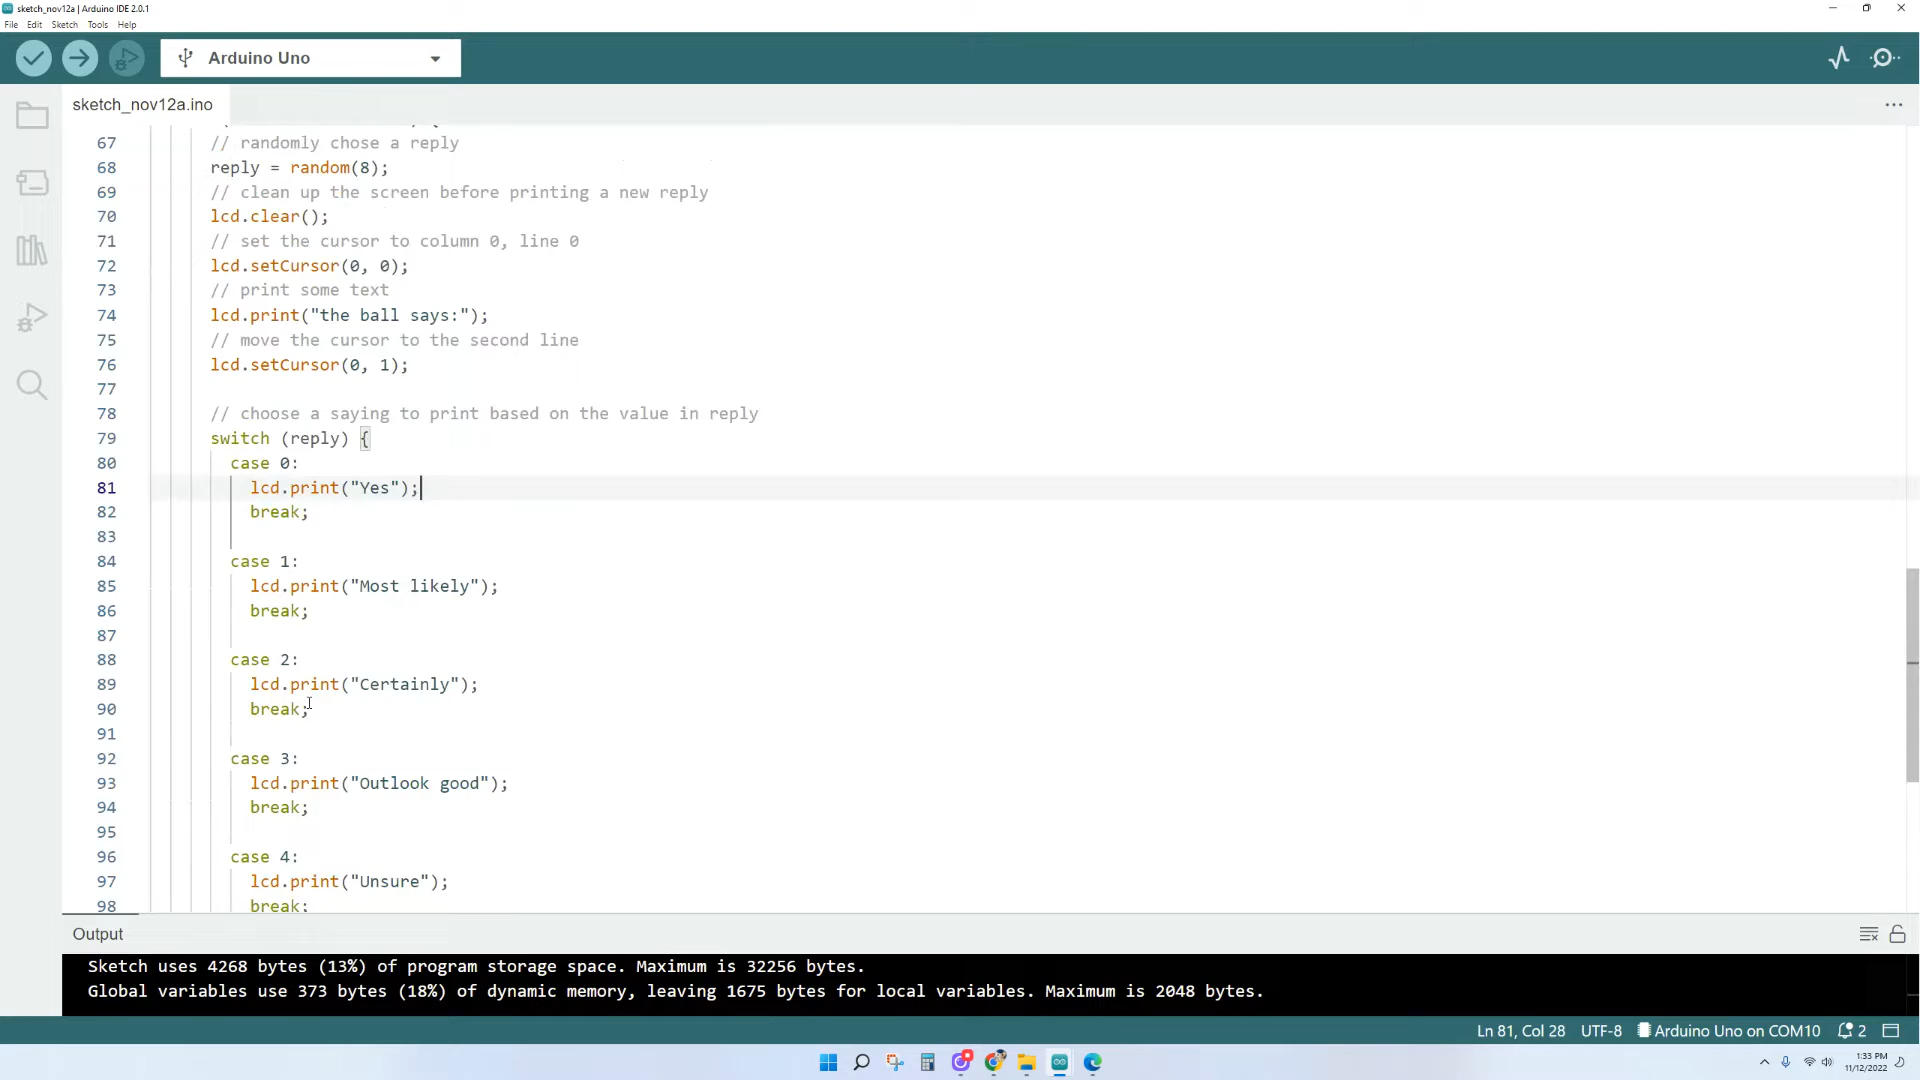 sketch_nov12a | Arduino IDE 2.0.1
File Edit Sketch Tools Help
Arduino Uno
sketch_nov12a.ino
67 // randomly chose a reply
68 reply = random(8);
69 // clean up the screen before printing a new reply
70 lcd.clear();
71 // set the cursor to column 0, line 0
72 lcd.setCursor(0, 0);
73 // print some text
74 lcd.print("the ball says:");
75 // move the cursor to the second line
76 lcd.setCursor(0, 1);
77
78 // choose a saying to print based on the value in reply
79 switch (reply) {
80 case 0:
81 lcd.print("Yes");
82 break;
83
84 case 1:
85 lcd.print("Most likely");
86 break;
87
88 case 2:
89 lcd.print("Certainly");
90 break;
91
92 case 3:
93 lcd.print("Outlook good");
94 break;
95
96 case 4:
97 lcd.print("Unsure");
98 break;
Output
Sketch uses 4268 bytes (13%) of program storage space. Maximum is 32256 bytes.
Global variables use 373 bytes (18%) of dynamic memory, leaving 1675 bytes for local variables. Maximum is 2048 bytes.
Ln 81, Col 28 UTF-8 Arduino Uno on COM10 2
1:33 PM
11/12/2022